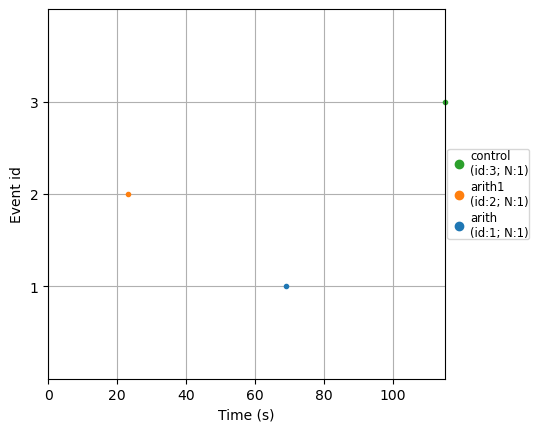 Event id
3
2
1
0
20
40
60
80
100
Time (s)
control
(id:3; N:1)
arith1
(id:2; N:1)
arith
(id:1; N:1)